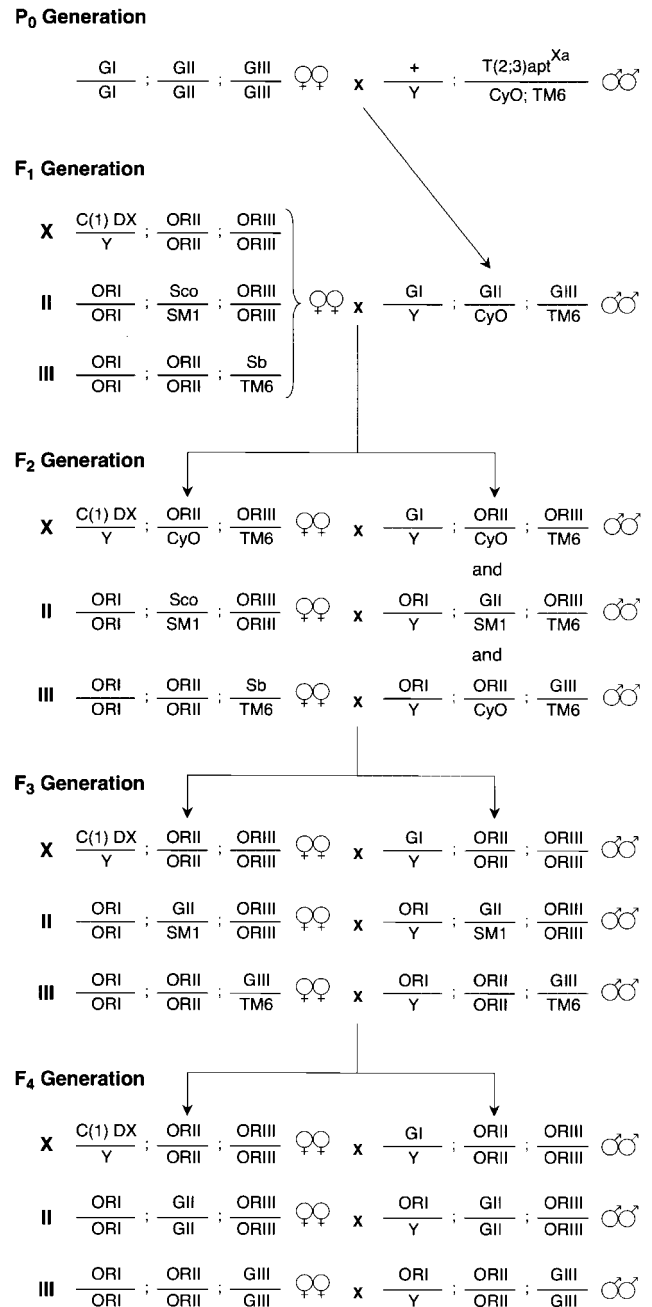 P0 Generation
GI ; GII ; GIII ♀♀ x + ; T(2;3)apt^Xa ♂♂
GI GII GIII Y CyO; TM6
F1 Generation
X C(1) DX ; ORII ; ORIII
Y ORII ORIII
II ORI ; Sco ; ORIII ♀♀ x GI ; GII ; GIII ♂♂
ORI SM1 ORIII Y CyO TM6
III ORI ; ORII ; Sb
ORI ORII TM6
F2 Generation
X C(1) DX ; ORII ; ORIII ♀♀ x GI ; ORII ; ORIII ♂♂
Y CyO TM6 Y CyO TM6
and
II ORI ; Sco ; ORIII ♀♀ x ORI ; GII ; ORIII ♂♂
ORI SM1 ORIII Y SM1 TM6
and
III ORI ; ORII ; Sb ♀♀ x ORI ; ORII ; GIII ♂♂
ORI ORII TM6 Y CyO TM6
F3 Generation
X C(1) DX ; ORII ; ORIII ♀♀ x GI ; ORII ; ORIII ♂♂
Y ORII ORIII Y ORII ORIII
II ORI ; GII ; ORIII ♀♀ x ORI ; GII ; ORIII ♂♂
ORI SM1 ORIII Y SM1 ORIII
III ORI ; ORII ; GIII ♀♀ x ORI ; ORII ; GIII ♂♂
ORI ORII TM6 Y ORII TM6
F4 Generation
X C(1) DX ; ORII ; ORIII ♀♀ x GI ; ORII ; ORIII ♂♂
Y ORII ORIII Y ORII ORIII
II ORI ; GII ; ORIII ♀♀ x ORI ; GII ; ORIII ♂♂
ORI GII ORIII Y GII ORIII
III ORI ; ORII ; GIII ♀♀ x ORI ; ORII ; GIII ♂♂
ORI ORII GIII Y ORII GIII